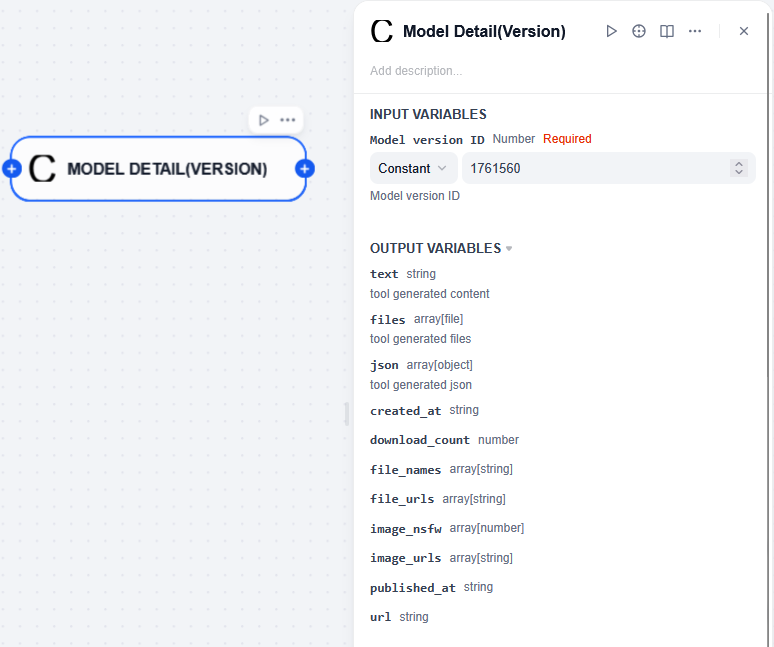 MODEL DETAIL(VERSION)
Model Detail(Version)
Add description...
INPUT VARIABLES
Model version ID Number Required
Constant 1761560
Model version ID
OUTPUT VARIABLES
text string
tool generated content
files array[file]
tool generated files
json array[object]
tool generated json
created_at string
download_count number
file_names array[string]
file_urls array[string]
image_nsfw array[number]
image_urls array[string]
published_at string
url string